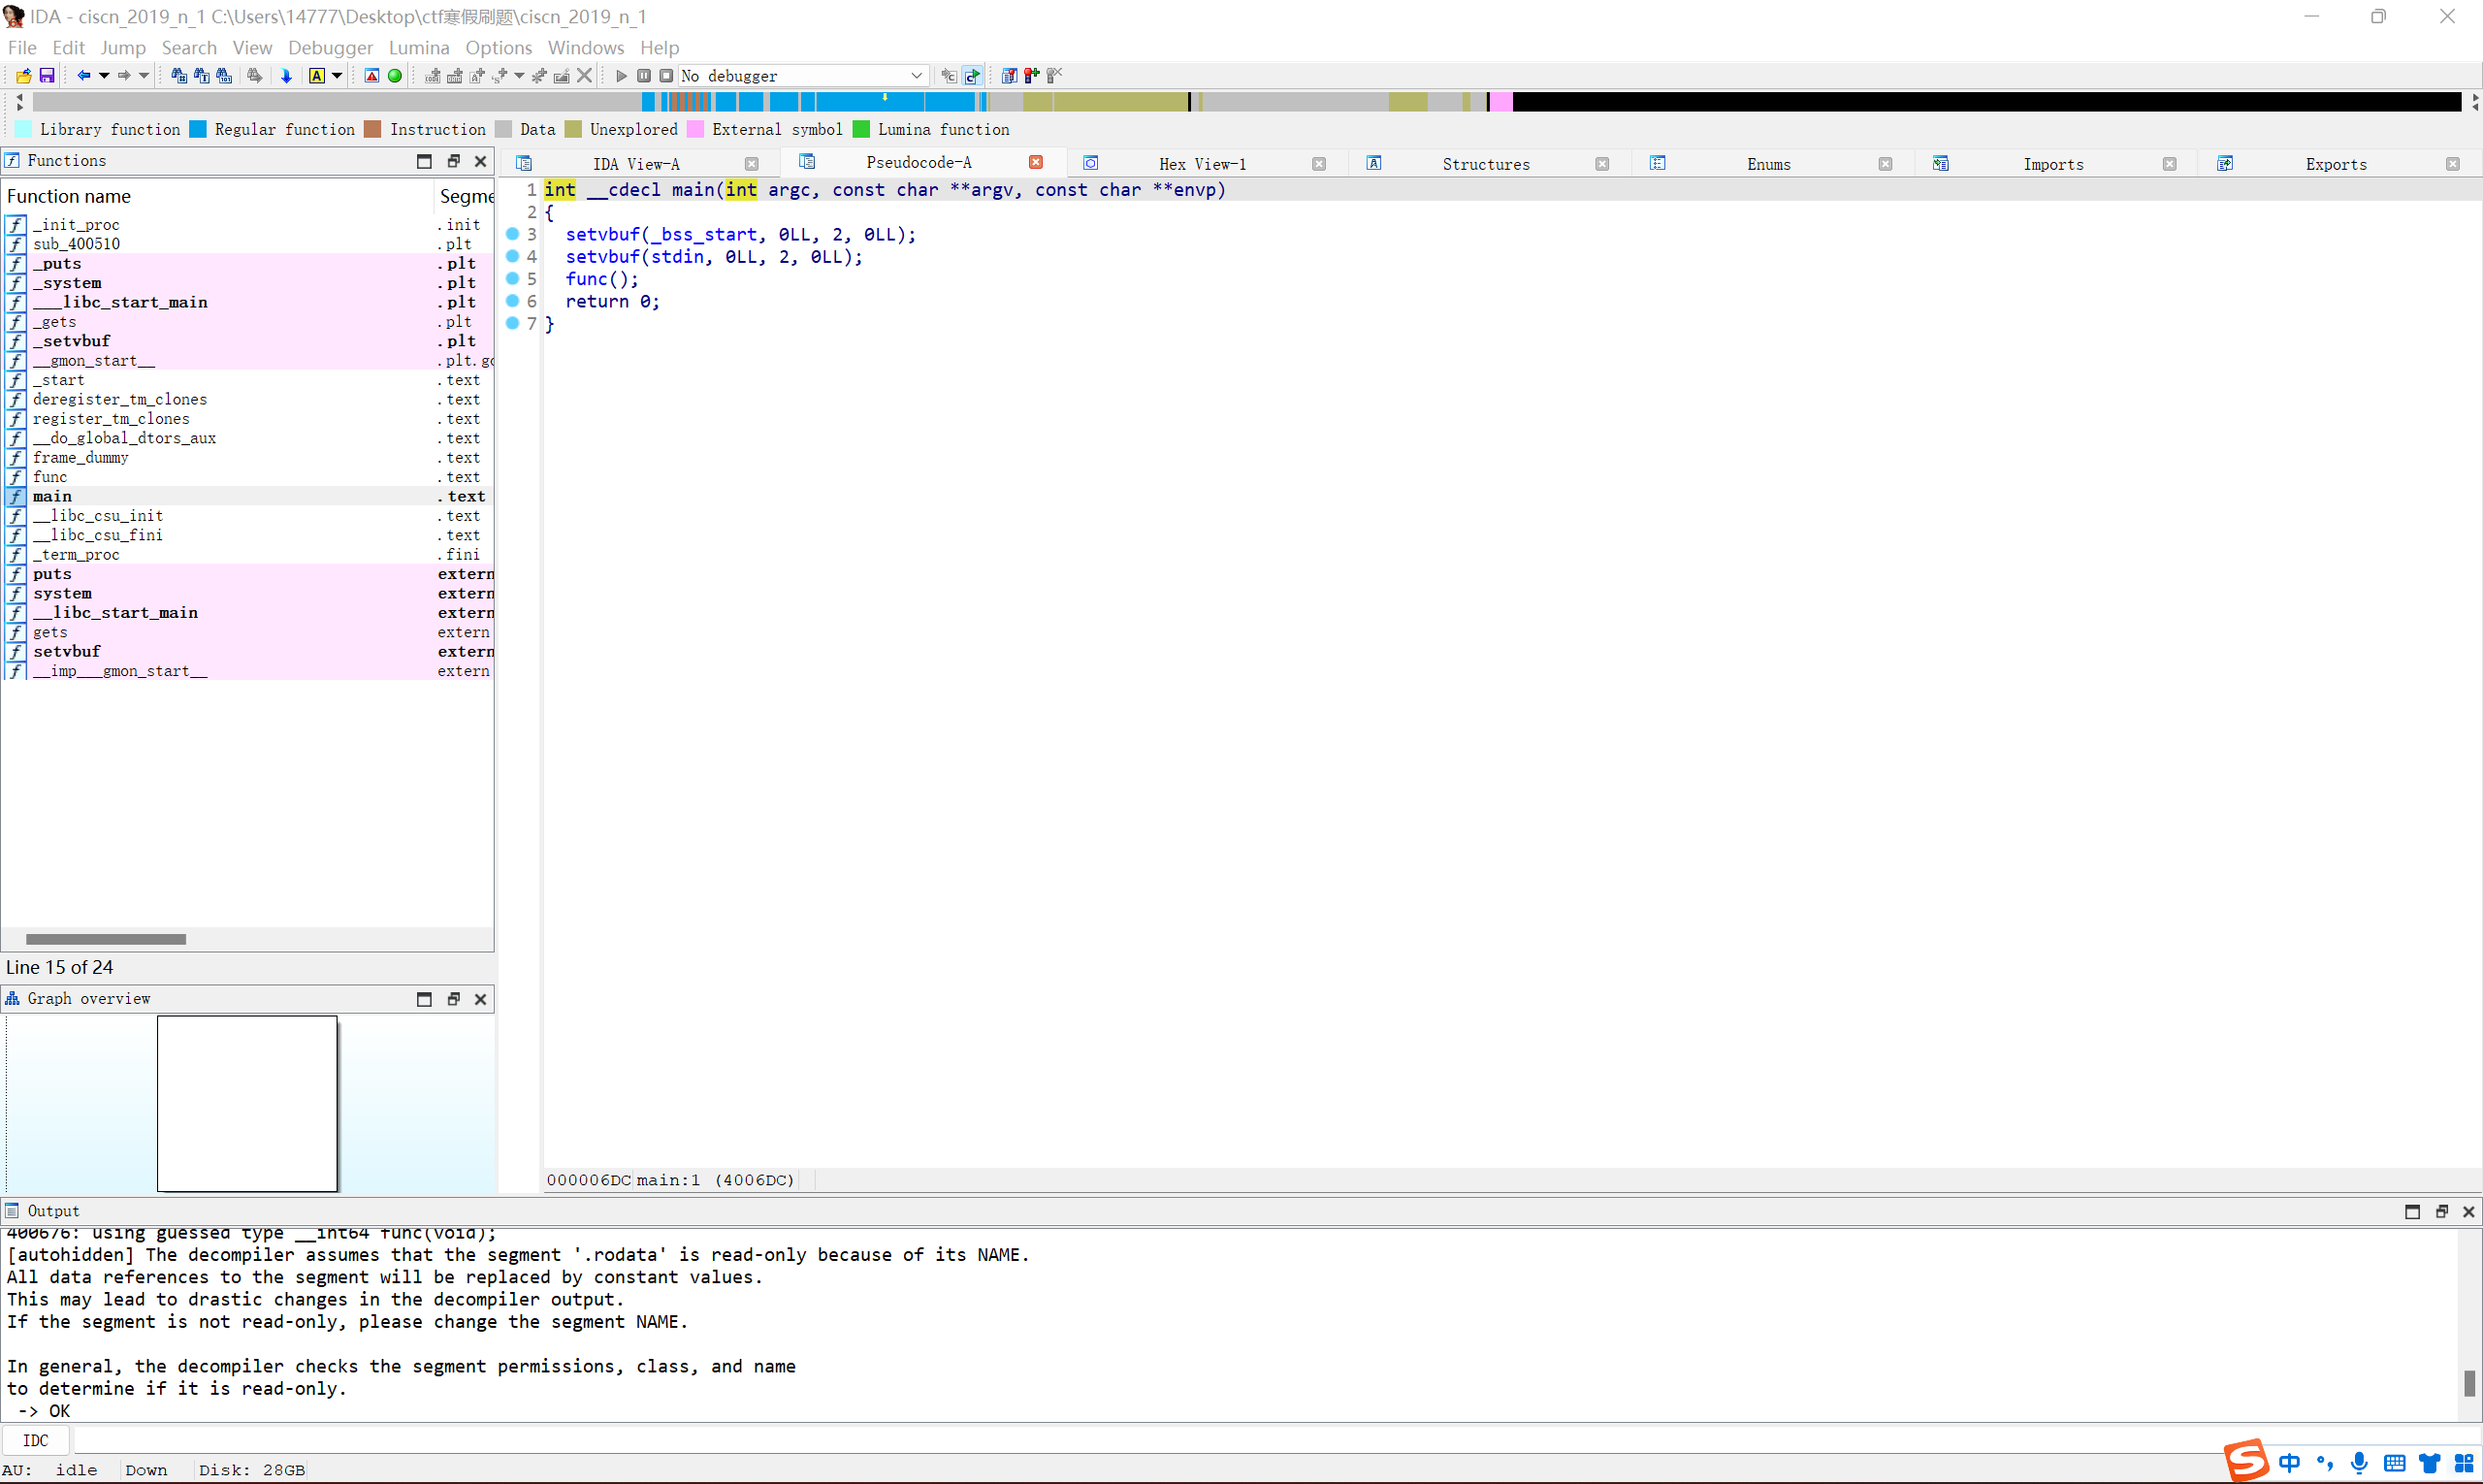 IDA - ciscn_2019_n_1 C:\Users\14777\Desktop\ctf寒假刷题\ciscn_2019_n_1
File Edit Jump Search View Debugger Lumina Options Windows Help
No debugger
Library function Regular function Instruction Data Unexplored External symbol Lumina function
Functions
Function name Segme
_init_proc .init
sub_400510 .plt
_puts .plt
_system .plt
___libc_start_main .plt
_gets .plt
_setvbuf .plt
__gmon_start__ .plt.go
_start .text
deregister_tm_clones .text
register_tm_clones .text
__do_global_dtors_aux .text
frame_dummy .text
func .text
main .text
__libc_csu_init .text
__libc_csu_fini .text
_term_proc .fini
puts extern
system extern
__libc_start_main extern
gets extern
setvbuf extern
__imp___gmon_start__ extern
Line 15 of 24
Graph overview
IDA View-A Pseudocode-A Hex View-1 Structures Enums Imports Exports
1 int __cdecl main(int argc, const char **argv, const char **envp)
2 {
3 setvbuf(_bss_start, 0LL, 2, 0LL);
4 setvbuf(stdin, 0LL, 2, 0LL);
5 func();
6 return 0;
7 }
000006DC main:1 (4006DC)
Output
400676: using guessed type __int64 func(void);
[autohidden] The decompiler assumes that the segment '.rodata' is read-only because of its NAME.
All data references to the segment will be replaced by constant values.
This may lead to drastic changes in the decompiler output.
If the segment is not read-only, please change the segment NAME.
In general, the decompiler checks the segment permissions, class, and name
to determine if it is read-only.
-> OK
IDC
AU: idle Down Disk: 28GB
中